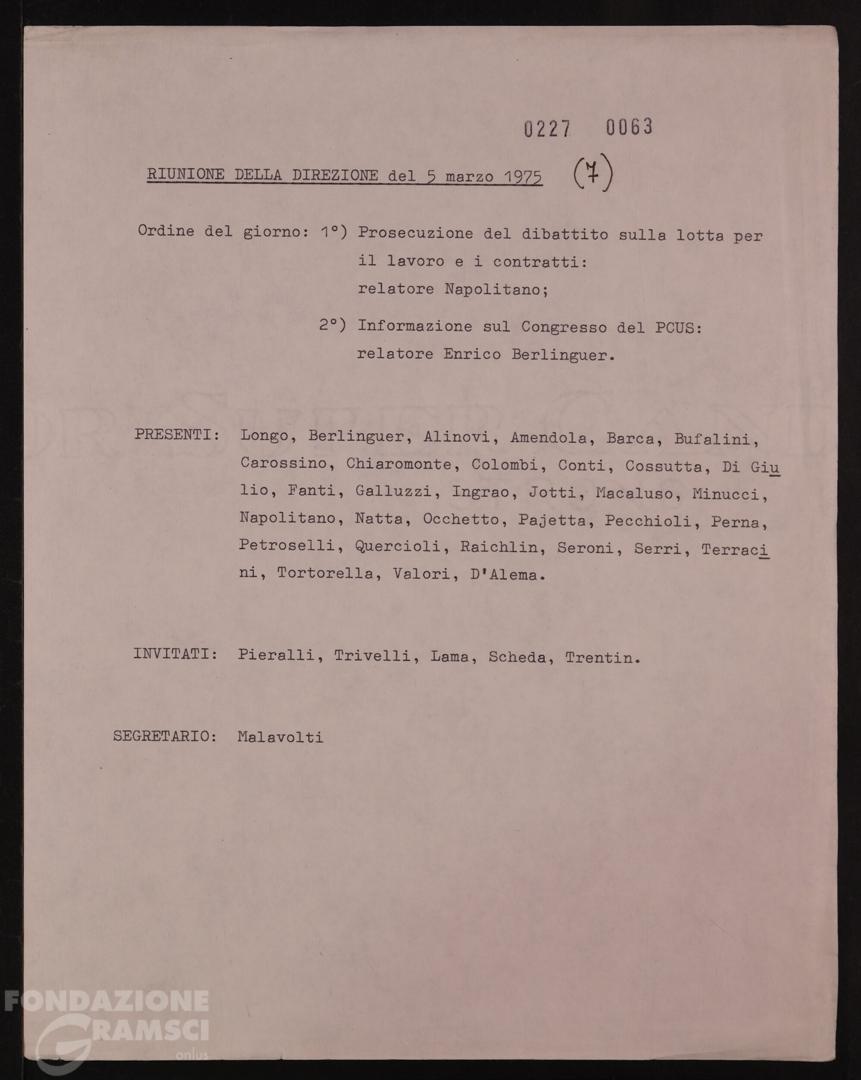 0227 0063
RIUNIONE DELLA DIREZIONE del 5 marzo 1975 (7)
Ordine del giorno: 1°) Prosecuzione del dibattito sulla lotta per
il lavoro e i contratti:
relatore Napolitano;
2°) Informazione sul Congresso del PCUS:
relatore Enrico Berlinguer.
PRESENTI: Longo, Berlinguer, Alinovi, Amendola, Barca, Bufalini,
Carossino, Chiaromonte, Colombi, Conti, Cossutta, Di Giu
lio, Fanti, Galluzzi, Ingrao, Jotti, Macaluso, Minucci,
Napolitano, Natta, Occhetto, Pajetta, Pecchioli, Perna,
Petroselli, Quercioli, Raichlin, Seroni, Serri, Terraci
ni, Tortorella, Valori, D'Alema.
INVITATI: Pieralli, Trivelli, Lama, Scheda, Trentin.
SEGRETARIO: Malavolti
FONDAZIONE
GRAMSCI
onlus